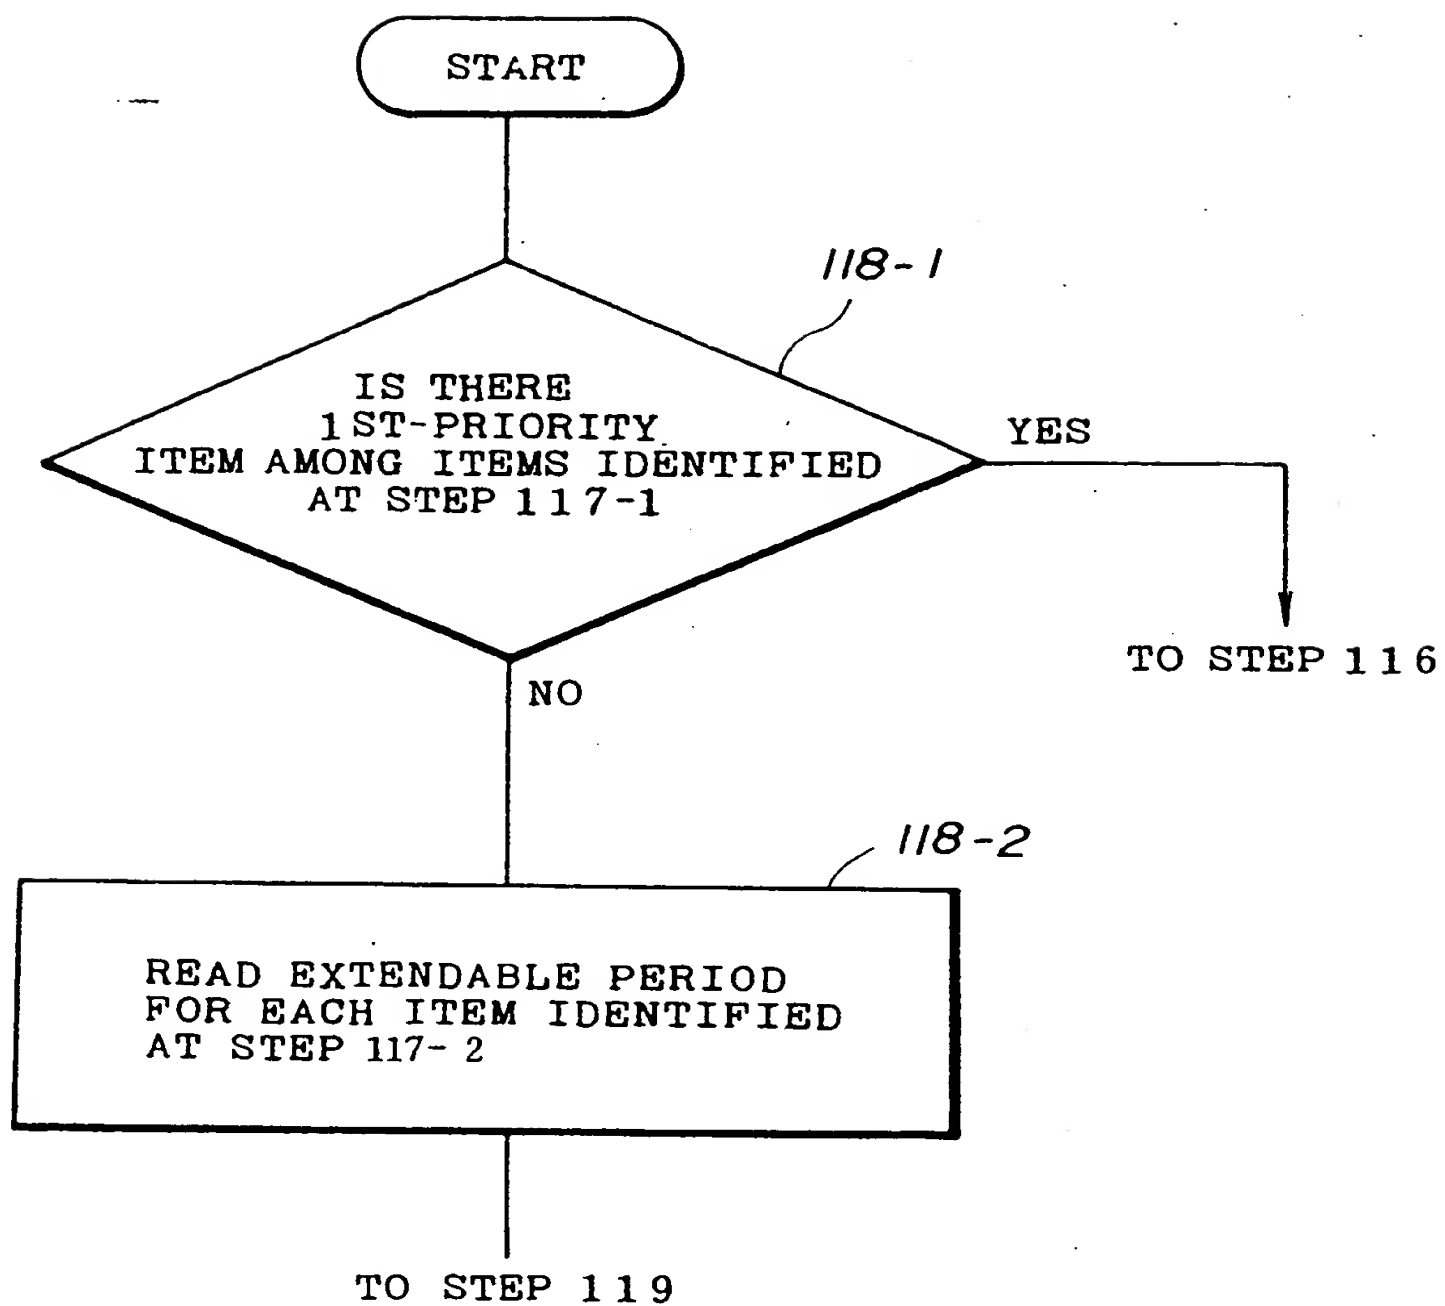 START
118-1
IS THERE
1ST-PRIORITY
ITEM AMONG ITEMS IDENTIFIED
AT STEP 117-1
YES
TO STEP 116
NO
118-2
READ EXTENDABLE PERIOD
FOR EACH ITEM IDENTIFIED
AT STEP 117-2
TO STEP 119